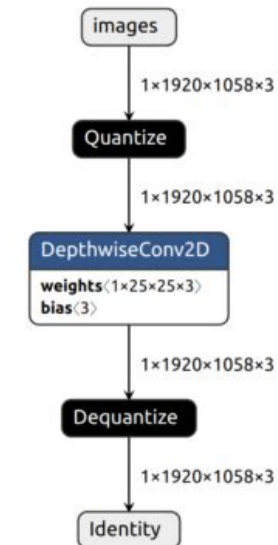 images
1×1920×1058×3
Quantize
1×1920×1058×3
DepthwiseConv2D
weights⟨1×25×25×3⟩
bias⟨3⟩
1×1920×1058×3
Dequantize
1×1920×1058×3
Identity